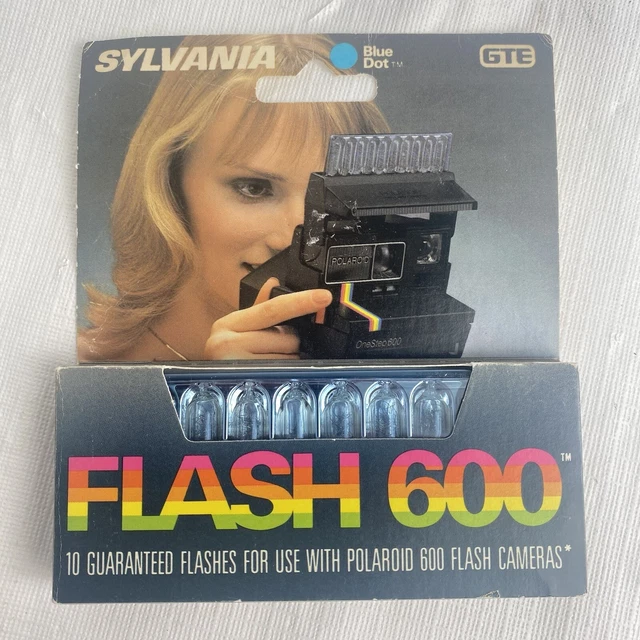 SYLVANIA
Blue
Dot™
GTE
POLAROID
OneStep 600
FLASH 600™
10 GUARANTEED FLASHES FOR USE WITH POLAROID 600 FLASH CAMERAS*